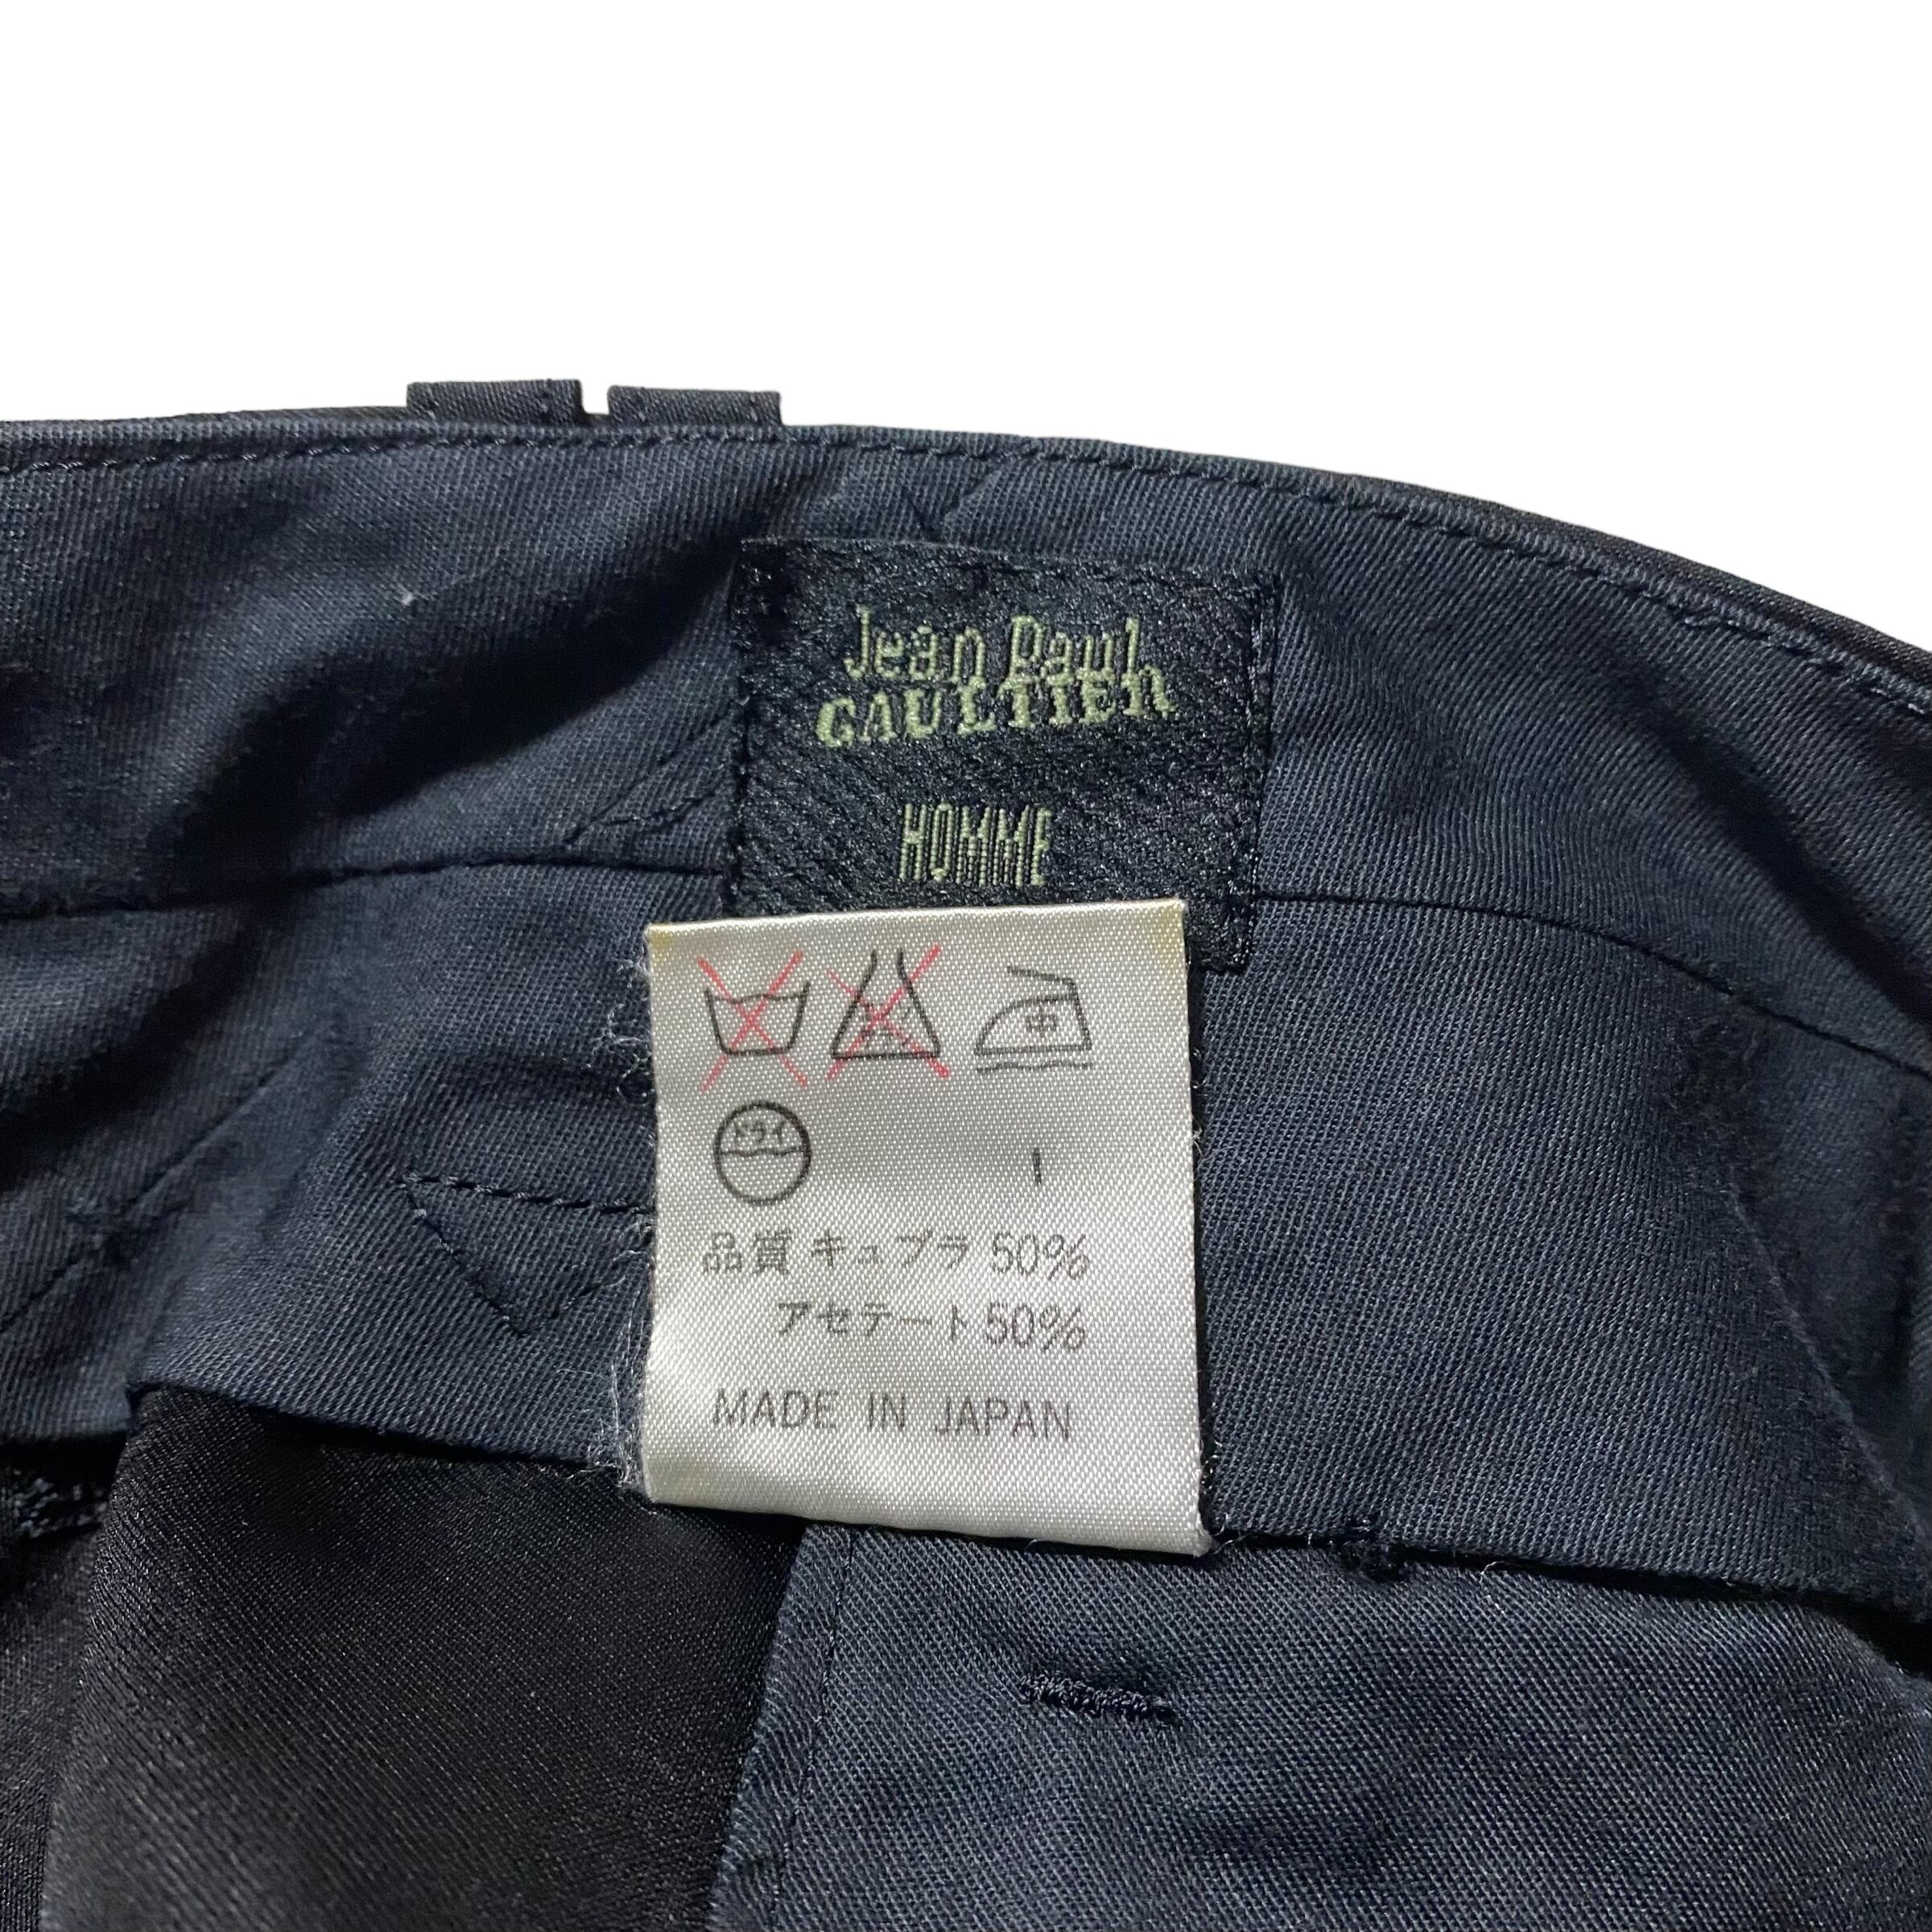 Jean Paul
GAULTIER
HOMME
中
ドライ
I
品質 キュプラ 50%
アセテート 50%
MADE IN JAPAN